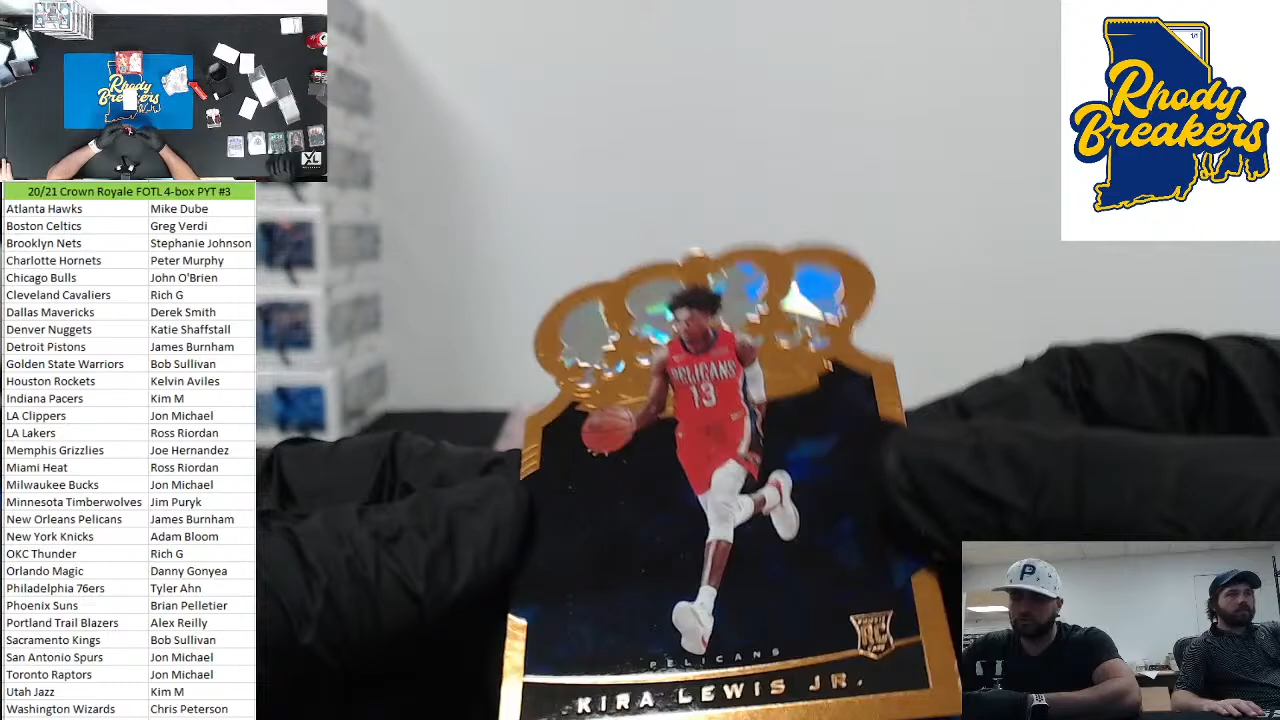 Rhody
Breakers
XL
20/21 Crown Royale FOTL 4-box PYT #3
Atlanta Hawks Mike Dube
Boston Celtics Greg Verdi
Brooklyn Nets Stephanie Johnson
Charlotte Hornets Peter Murphy
Chicago Bulls John O'Brien
Cleveland Cavaliers Rich G
Dallas Mavericks Derek Smith
Denver Nuggets Katie Shaffstall
Detroit Pistons James Burnham
Golden State Warriors Bob Sullivan
Houston Rockets Kelvin Aviles
Indiana Pacers Kim M
LA Clippers Jon Michael
LA Lakers Ross Riordan
Memphis Grizzlies Joe Hernandez
Miami Heat Ross Riordan
Milwaukee Bucks Jon Michael
Minnesota Timberwolves Jim Puryk
New Orleans Pelicans James Burnham
New York Knicks Adam Bloom
OKC Thunder Rich G
Orlando Magic Danny Gonyea
Philadelphia 76ers Tyler Ahn
Phoenix Suns Brian Pelletier
Portland Trail Blazers Alex Reilly
Sacramento Kings Bob Sullivan
San Antonio Spurs Jon Michael
Toronto Raptors Jon Michael
Utah Jazz Kim M
Washington Wizards Chris Peterson
PELICANS
13
RC
PELICANS
KIRA LEWIS JR.
1/1
Rhody
Breakers
P